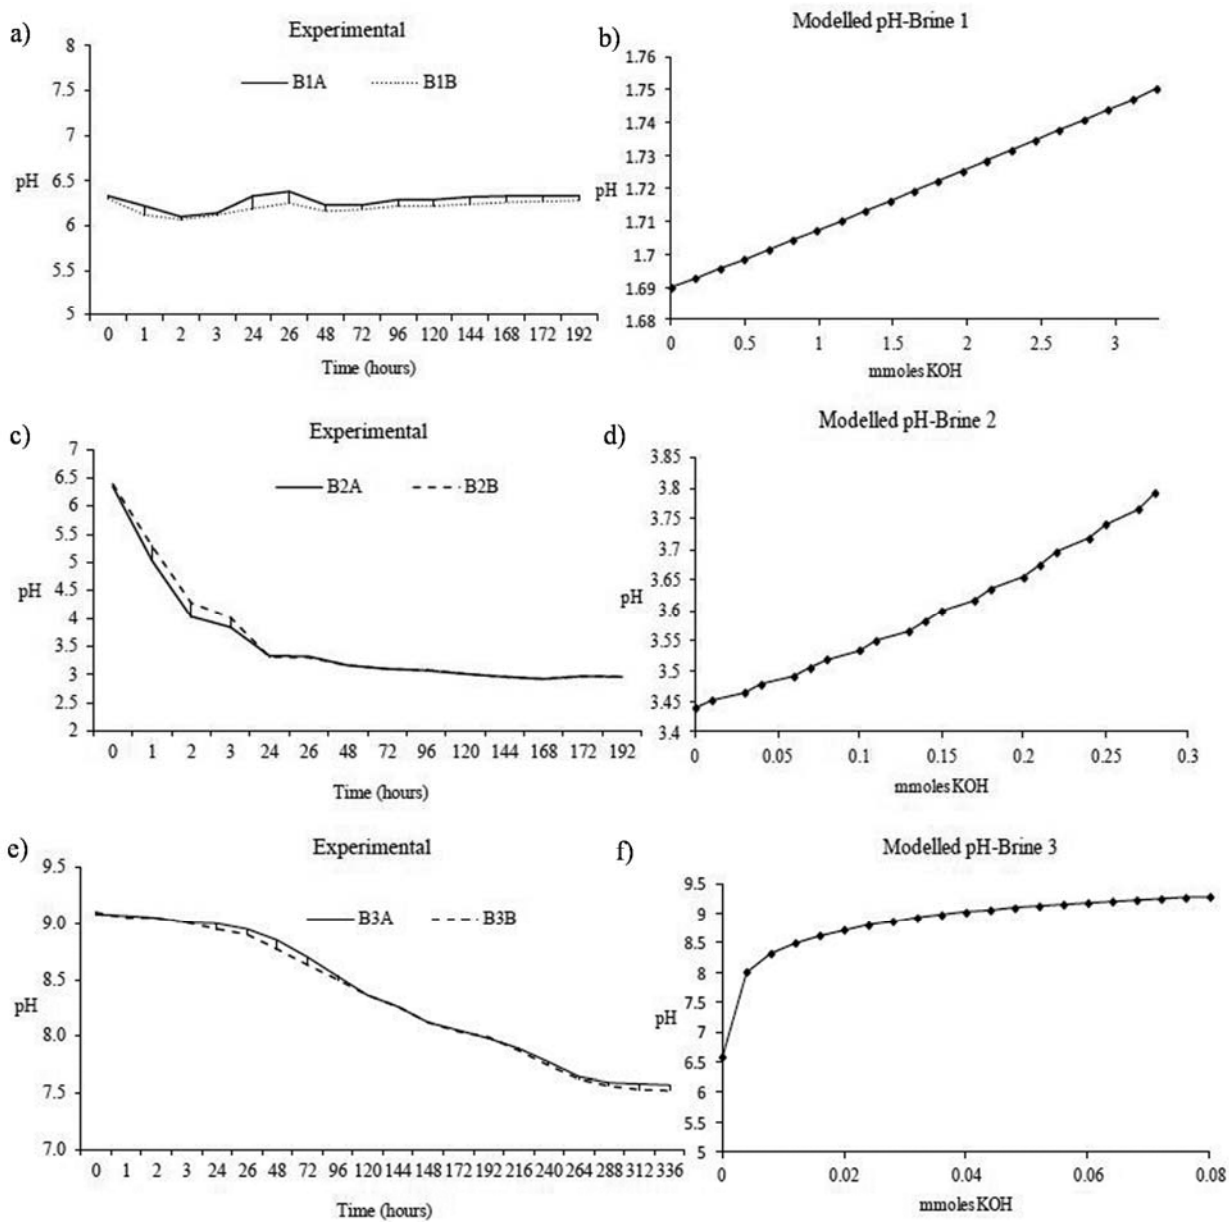 a)
Experimental
B1A
B1B
8
7.5
7
6.5
6
5.5
5
pH
0 1 2 3 24 26 48 72 96 120 144 168 172 192
Time (hours)
b)
Modelled pH-Brine 1
1.76
1.75
1.74
1.73
1.72
1.71
1.7
1.69
1.68
pH
0 0.5 1 1.5 2 2.5 3
mmoles KOH
c)
Experimental
B2A
B2B
7
6.5
6
5.5
5
4.5
4
3.5
3
2.5
2
pH
0 1 2 3 24 26 48 72 96 120 144 168 172 192
Time (hours)
d)
Modelled pH-Brine 2
3.85
3.8
3.75
3.7
3.65
3.6
3.55
3.5
3.45
3.4
pH
0 0.05 0.1 0.15 0.2 0.25 0.3
mmoles KOH
e)
Experimental
B3A
B3B
9.5
9.0
8.5
8.0
7.5
7.0
pH
0 1 2 3 24 26 48 72 96 120 144 148 172 192 216 240 264 288 312 336
Time (hours)
f)
Modelled pH-Brine 3
9.5
9
8.5
8
7.5
7
6.5
6
5.5
5
pH
0 0.02 0.04 0.06 0.08
mmoles KOH